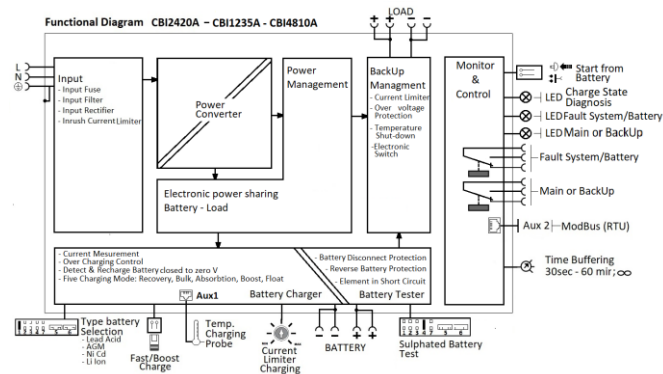 Functional Diagram CBI2420A – CBI1235A - CBI4810A
LOAD
+ + - -
L
N
Input
- Input Fuse
- Input Filter
- Input Rectifier
- Inrush Current Limiter
Power
Converter
Power
Management
BackUp
Managment
- Current Limiter
- Over voltage
Protection
- Temperature
Shut-down
-Electronic
Switch
Electronic power sharing
Battery - Load
Monitor
&
Control
Start from
Battery
LED Charge State
Diagnosis
LED Fault System/Battery
LED Main or BackUp
Fault System/Battery
Main or BackUp
Aux 2 ModBus (RTU)
Time Buffering
30sec - 60 mir; ∞
- Current Mesurement
- Over Charging Control
- Detect & Recharge Battery closed to zero V
- Five Charging Mode: Recovery, Bulk, Absorbtion, Boost, Float
Aux1
Battery Charger
- Battery Disconnect Protection
- Reverse Battery Protection
- Element in Short Circuit
Battery Tester
Type battery
Selection
- Lead Acid
- AGM
- Ni Cd
- Li Ion
Fast/Boost
Charge
Temp.
Charging
Probe
Current
Limiter
Charging
- - + +
BATTERY
Sulphated Battery
Test